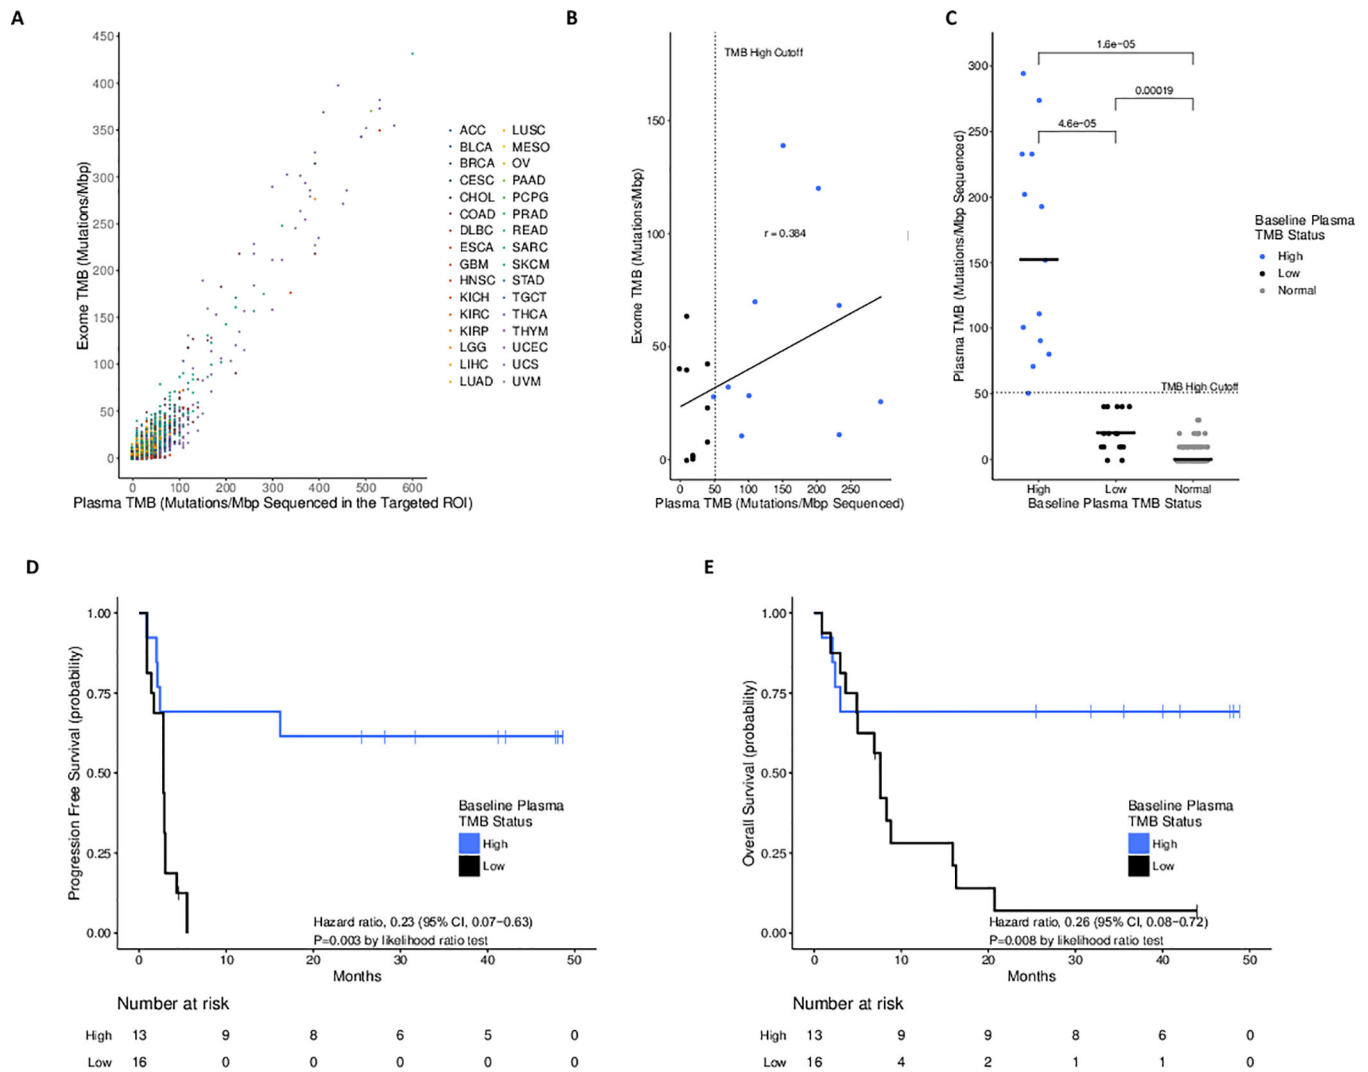 A
450
400
350
300
250
200
150
100
50
0
Exome TMB (Mutations/Mbp)
0 100 200 300 400 500 600
Plasma TMB (Mutations/Mbp Sequenced in the Targeted ROI)
ACC LUSC
BLCA MESO
BRCA OV
CESC PAAD
CHOL PCPG
COAD PRAD
DLBC READ
ESCA SARC
GBM SKCM
HNSC STAD
KICH TGCT
KIRC THCA
KIRP THYM
LGG UCEC
LIHC UCS
LUAD UVM
B
TMB High Cutoff
150
100
50
0
Exome TMB (Mutations/Mbp)
r = 0.384
0 50 100 150 200 250
Plasma TMB (Mutations/Mbp Sequenced)
C
1.6e−05
0.00019
4.6e−05
300
250
200
150
100
50
0
Plasma TMB (Mutations/Mbp Sequenced)
TMB High Cutoff
High Low Normal
Baseline Plasma TMB Status
Baseline Plasma
TMB Status
High
Low
Normal
D
1.00
0.75
0.50
0.25
0.00
Progression Free Survival (probability)
Baseline Plasma
TMB Status
High
Low
Hazard ratio, 0.23 (95% CI, 0.07−0.63)
P=0.003 by likelihood ratio test
0 10 20 30 40 50
Months
Number at risk
High 13 9 8 6 5 0
Low 16 0 0 0 0 0
E
1.00
0.75
0.50
0.25
0.00
Overall Survival (probability)
Baseline Plasma
TMB Status
High
Low
Hazard ratio, 0.26 (95% CI, 0.08−0.72)
P=0.008 by likelihood ratio test
0 10 20 30 40 50
Months
Number at risk
High 13 9 9 8 6 0
Low 16 4 2 1 1 0